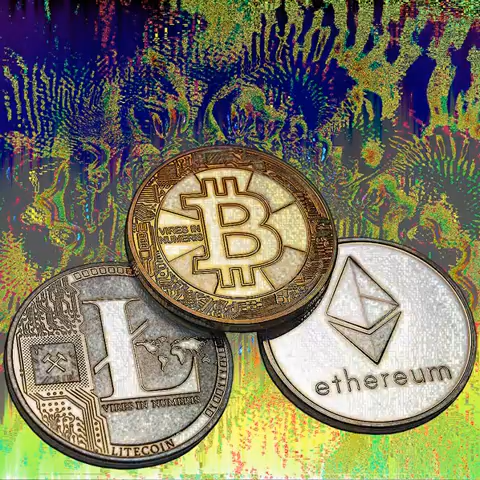 VIRES IN
NUMERIS
ethereum
VIRES IN NUMERIS
LITECOIN